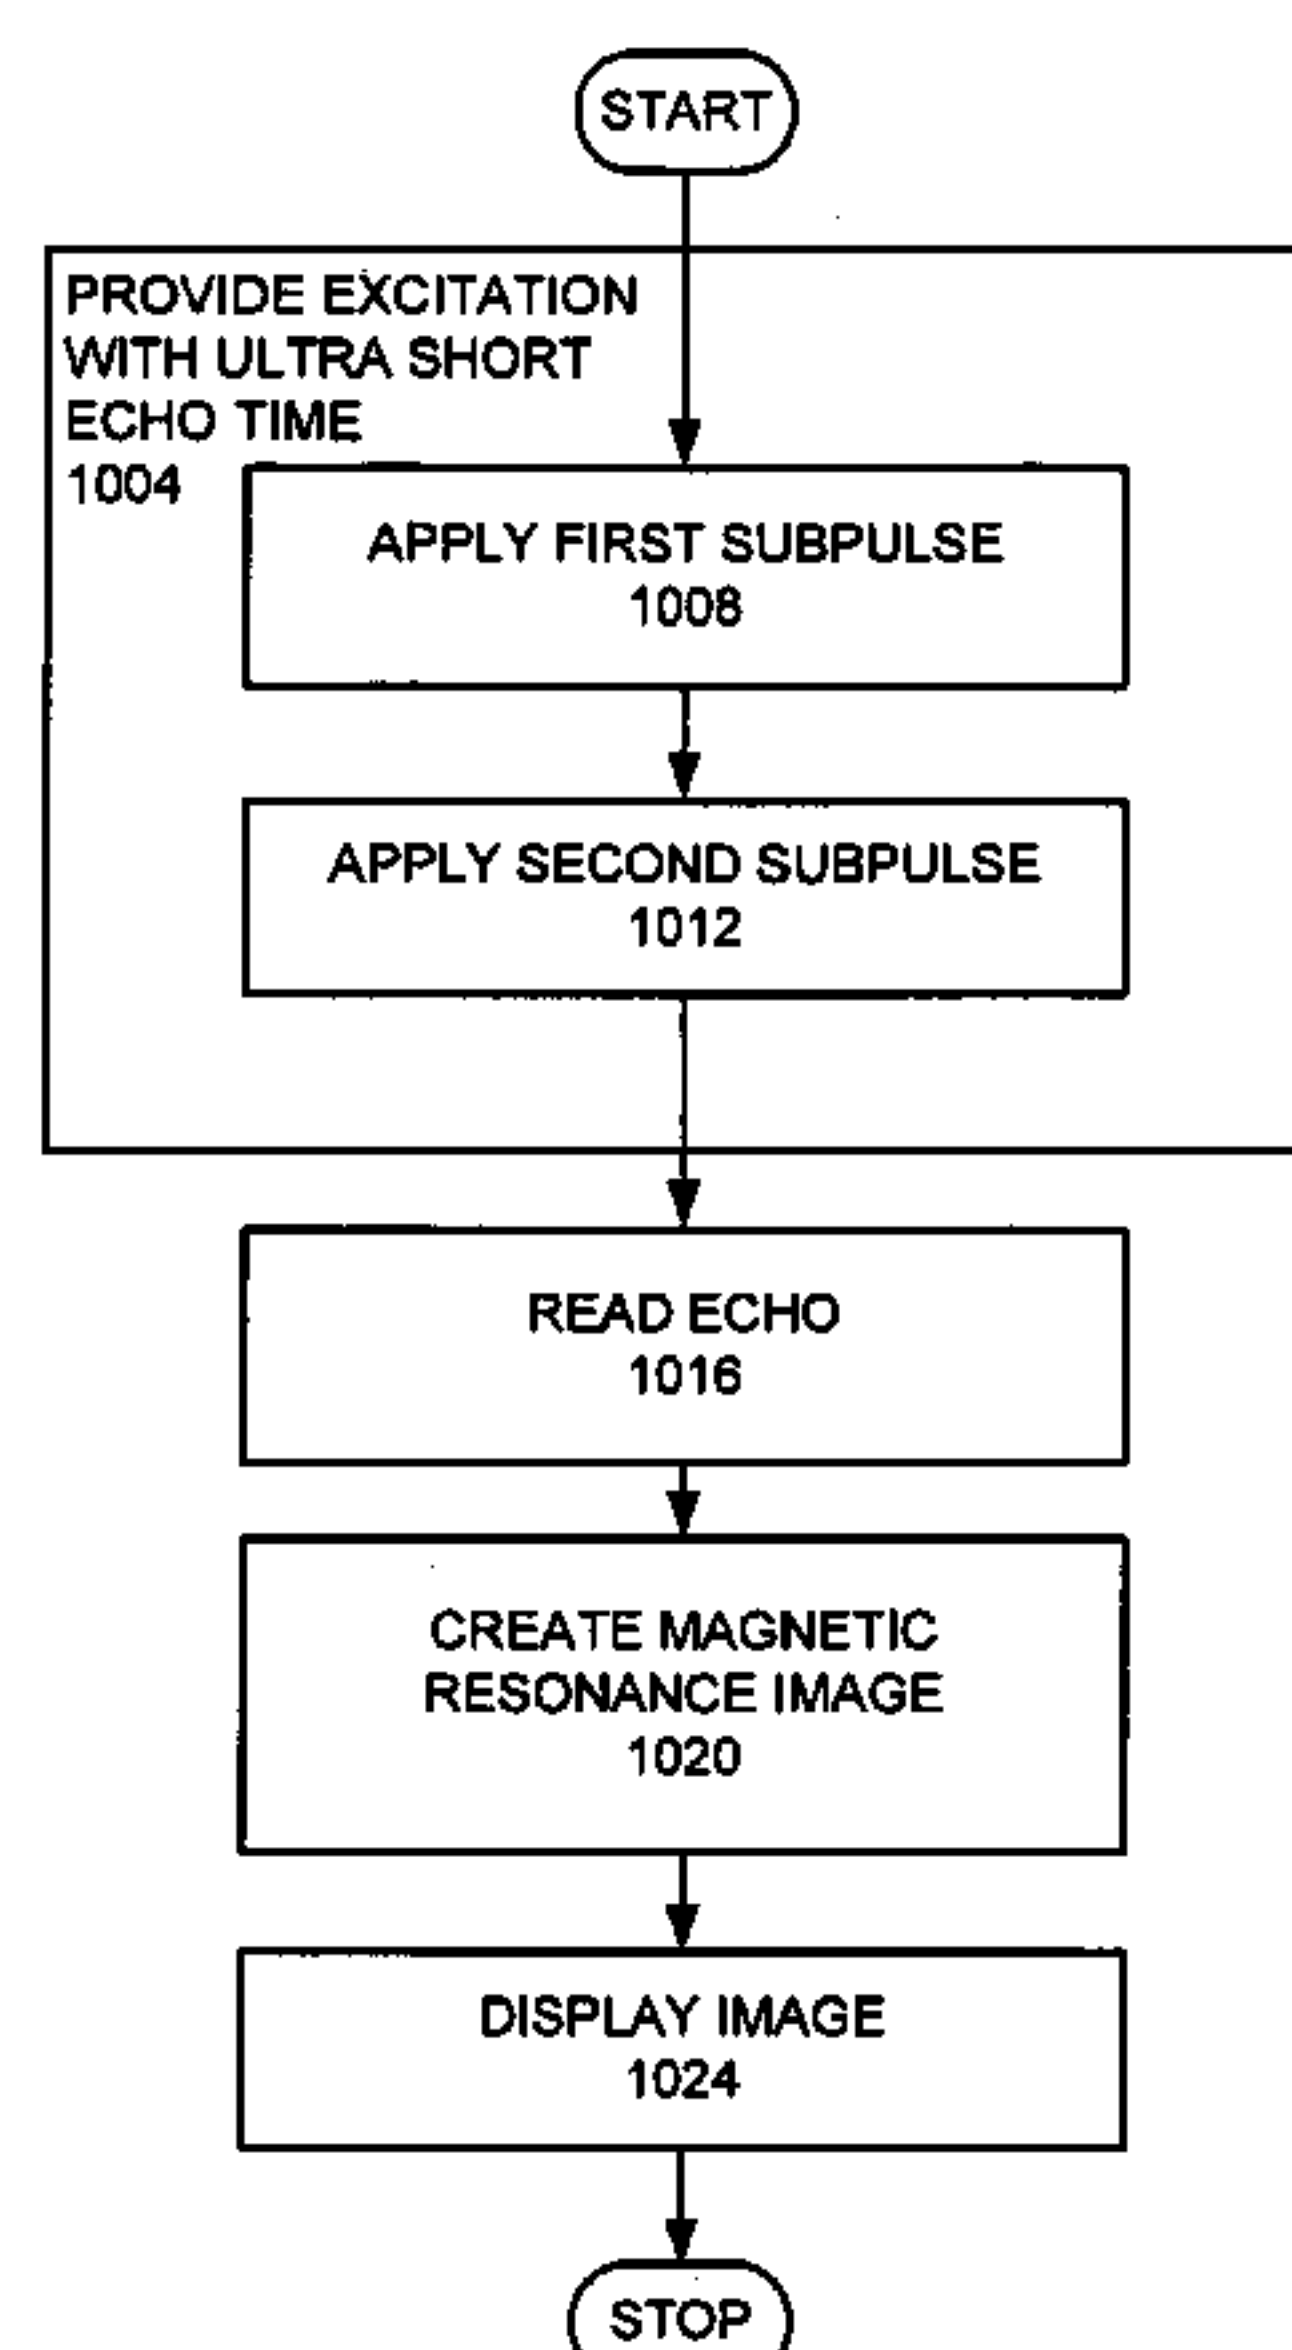 START
PROVIDE EXCITATION
WITH ULTRA SHORT
ECHO TIME
1004
APPLY FIRST SUBPULSE
1008
APPLY SECOND SUBPULSE
1012
READ ECHO
1016
CREATE MAGNETIC
RESONANCE IMAGE
1020
DISPLAY IMAGE
1024
STOP